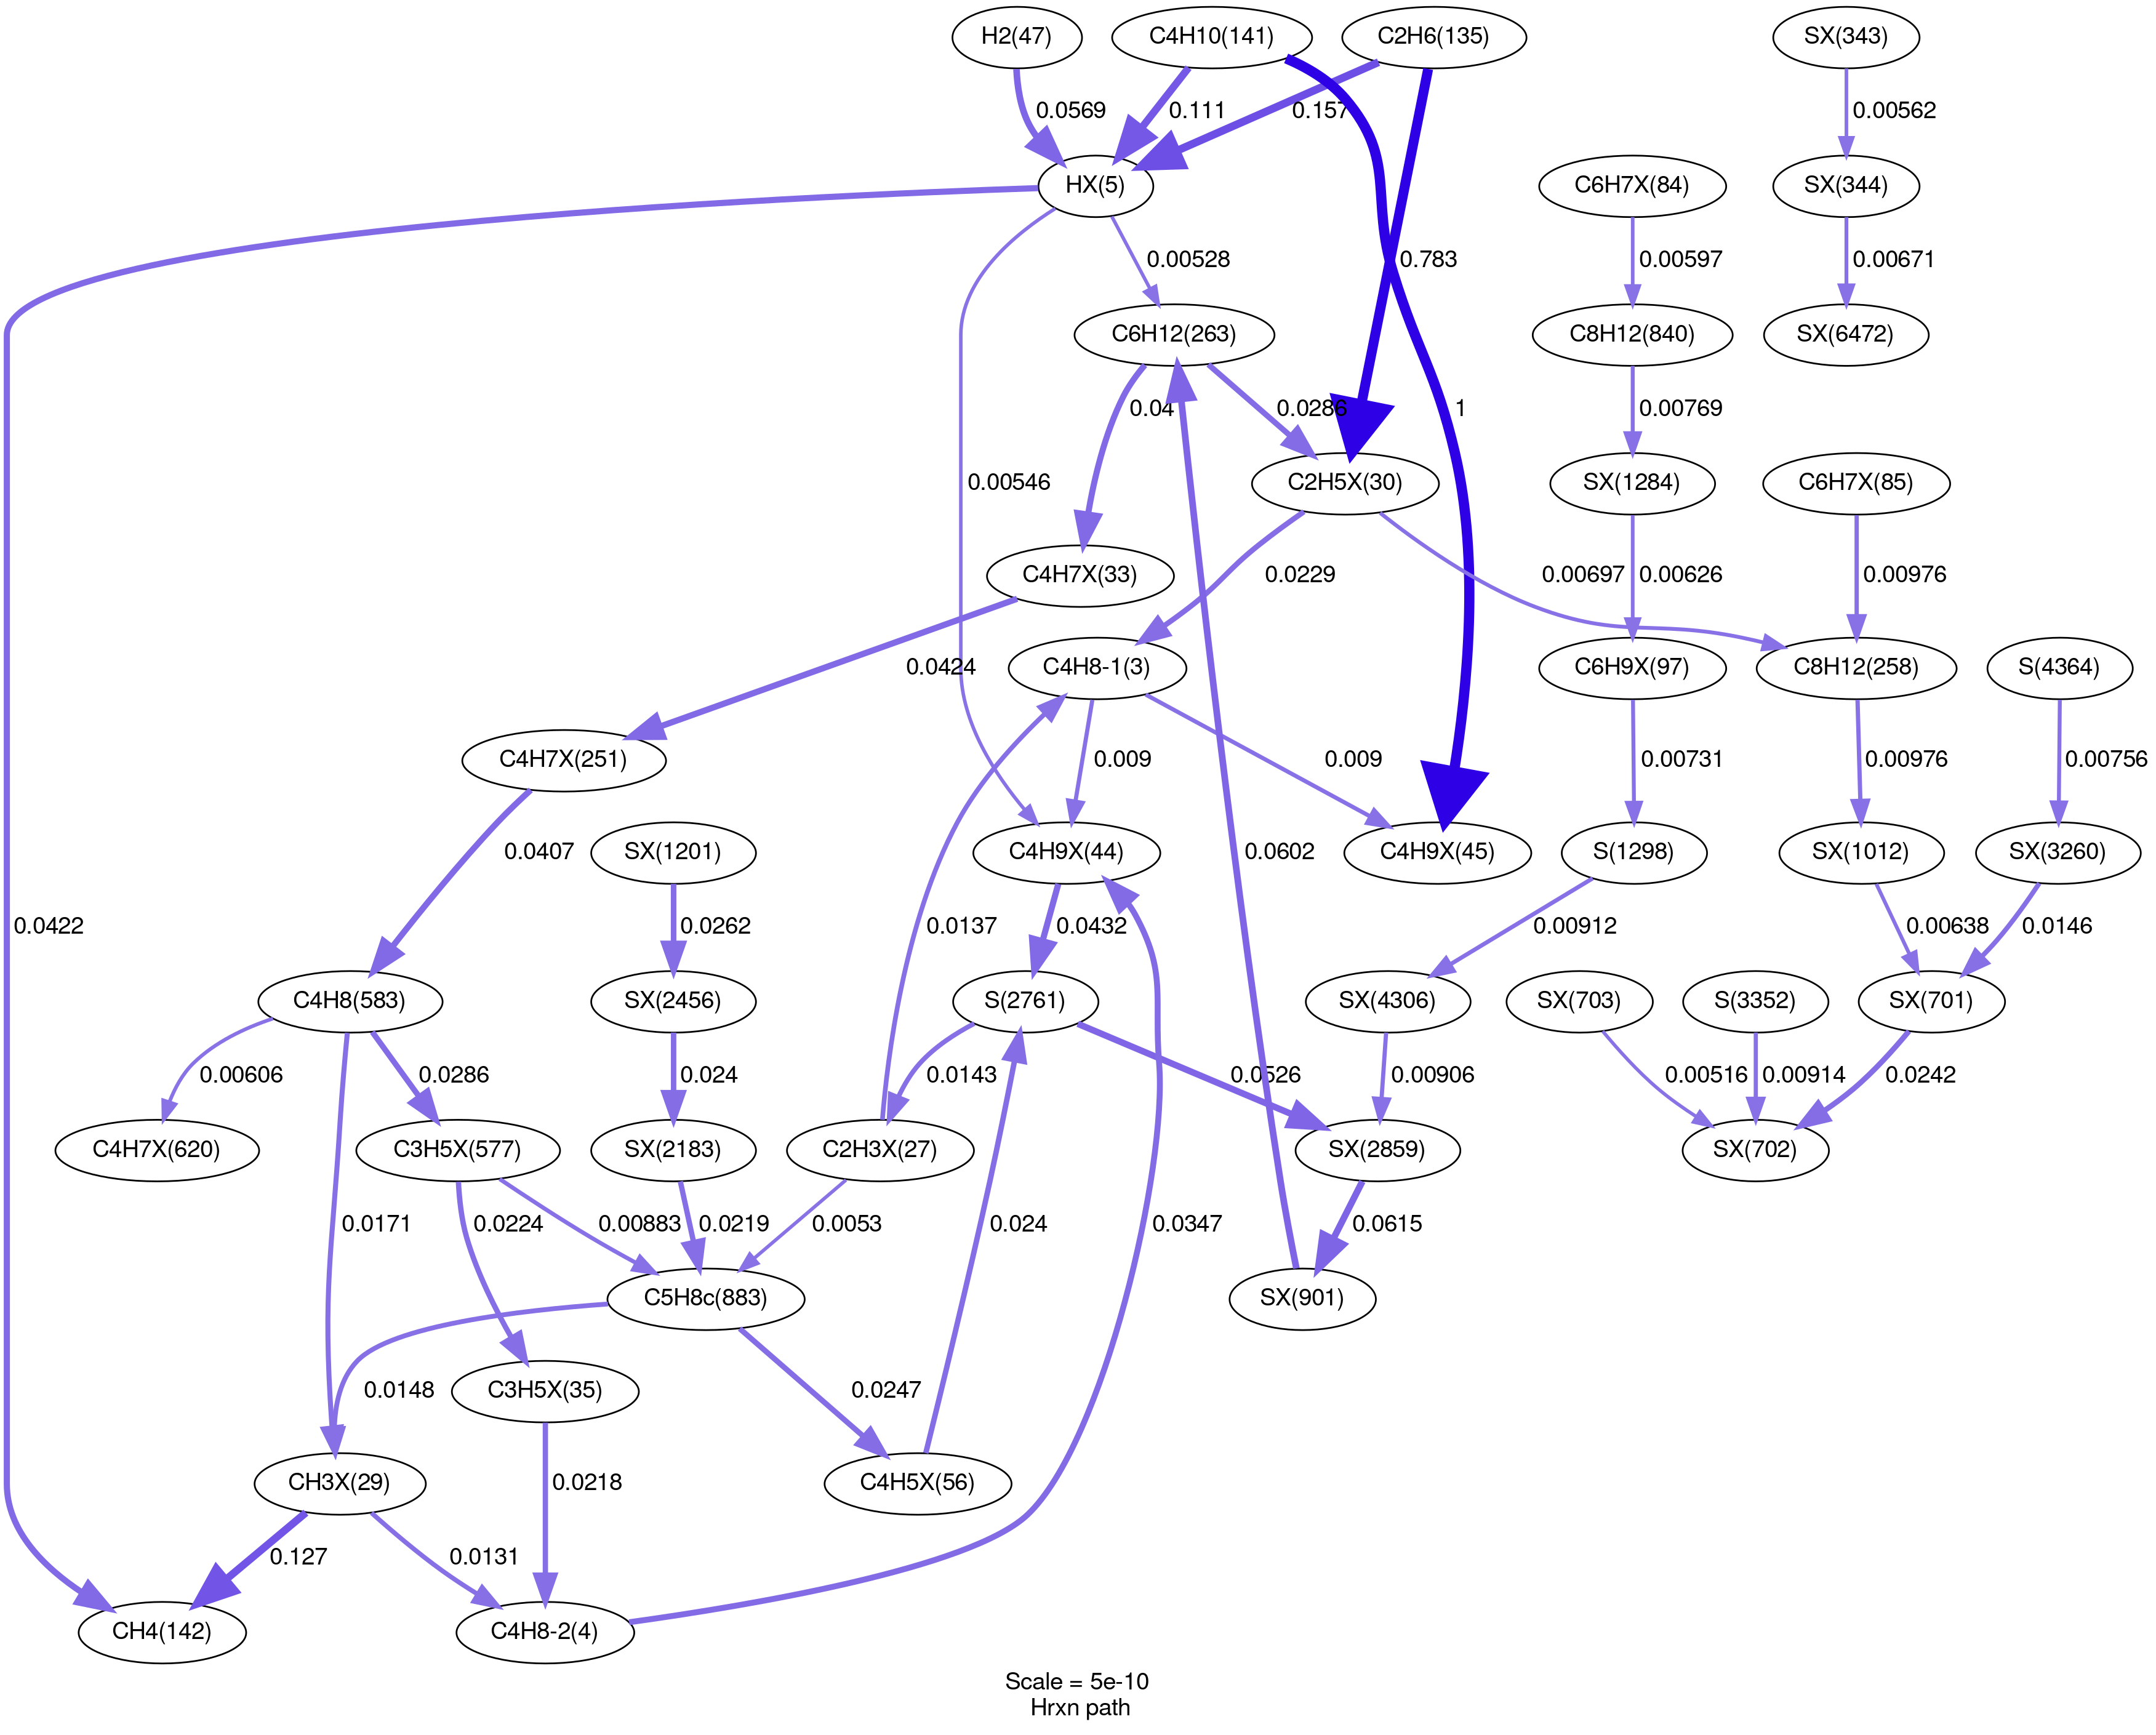 H2(47)
C4H10(141)
C2H6(135)
SX(343)
0.0569
0.111
0.157
0.00562
HX(5)
C6H7X(84)
SX(344)
0.00528
0.783
0.00597
0.00671
C6H12(263)
C8H12(840)
SX(6472)
0.04
0.0286
1
0.00769
0.00546
C2H5X(30)
SX(1284)
C6H7X(85)
C4H7X(33)
0.0229
0.00697
0.00626
0.00976
0.0424
C4H8-1(3)
C6H9X(97)
C8H12(258)
S(4364)
C4H7X(251)
0.009
0.009
0.00731
0.00976
0.00756
0.0407
SX(1201)
C4H9X(44)
0.0602
C4H9X(45)
S(1298)
SX(1012)
SX(3260)
0.0422
0.0262
0.0137
0.0432
0.00912
0.00638
0.0146
C4H8(583)
SX(2456)
S(2761)
SX(4306)
SX(703)
S(3352)
SX(701)
0.00606
0.0286
0.024
0.0143
0.0526
0.00906
0.00516
0.00914
0.0242
C4H7X(620)
C3H5X(577)
SX(2183)
C2H3X(27)
SX(2859)
SX(702)
0.0171
0.0224
0.00883
0.0219
0.0053
0.024
0.0347
0.0615
C5H8c(883)
SX(901)
0.0148
C3H5X(35)
0.0247
CH3X(29)
0.0218
C4H5X(56)
0.127
0.0131
CH4(142)
C4H8-2(4)
Scale = 5e-10
Hrxn path